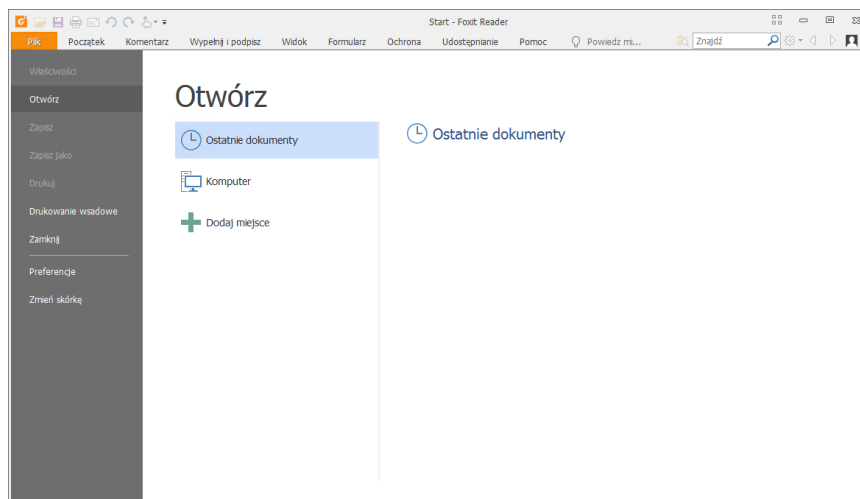 Start - Foxit Reader
Plik Początek Komentarz Wypełnij i podpisz Widok Formularz Ochrona Udostępnianie Pomoc Powiedz mi... Znajdź
Właściwości
Otwórz
Zapisz
Zapisz jako
Drukuj
Drukowanie wsadowe
Zamknij
Preferencje
Zmień skórkę
Otwórz
Ostatnie dokumenty
Komputer
Dodaj miejsce
Ostatnie dokumenty